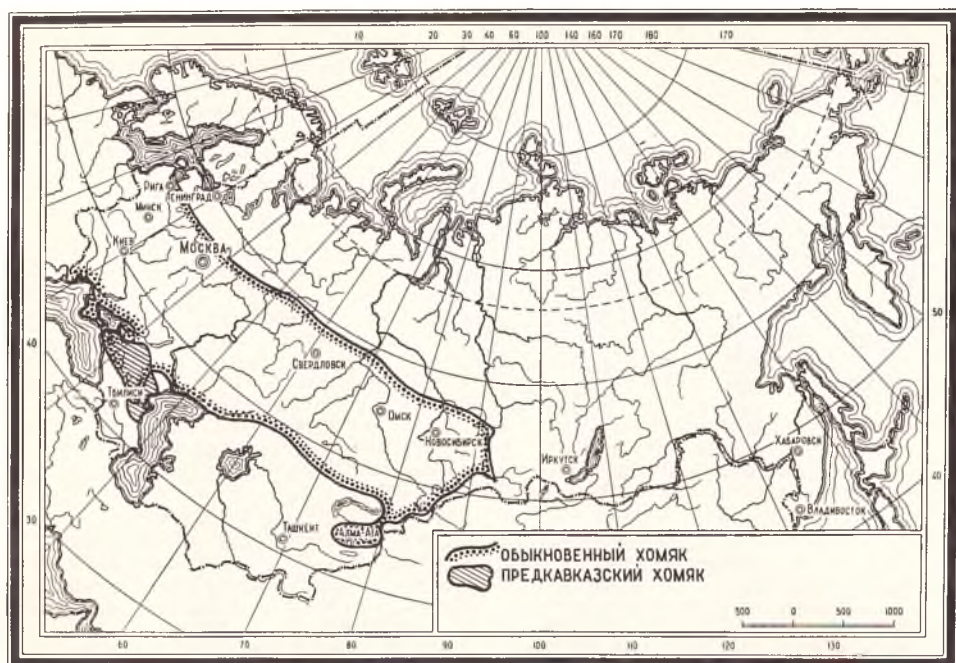 10 20 30 40 60 80 100 120 140 160 170 180 170
РИГА
ЛЕНИНГРАД
МИНСК
КИЕВ
МОСКВА
50
40
СВЕРДЛОВСК
ТБИЛИСИ
ОМСК
НОВОСИБИРСК
ХАБАРОВСК
ИРКУТСК
40
30
ТАШКЕНТ
АЛМА-АТА
ВЛАДИВОСТОК
ОБЫКНОВЕННЫЙ ХОМЯК
ПРЕДКАВКАЗСКИЙ ХОМЯК
500 0 500 1000
60 70 80 90 100 110 120 130